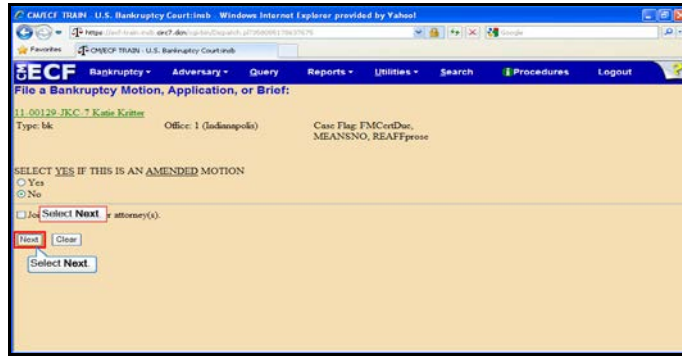 CM/ECF TRAIN - U.S. Bankruptcy Court:insb - Windows Internet Explorer provided by Yahoo!
Google
Favorites CM/ECF TRAIN - U.S. Bankruptcy Court:insb
ECF Bankruptcy Adversary Query Reports Utilities Search Procedures Logout
File a Bankruptcy Motion, Application, or Brief:
11-00129-JKC-7 Katie Kritter
Type: bk Office: 1 (Indianapolis) Case Flag: FMCertDue,
MEANSNO, REAFFprose
SELECT YES IF THIS IS AN AMENDED MOTION
Yes
No
Select Next. attorney(s).
Next Clear
Select Next.